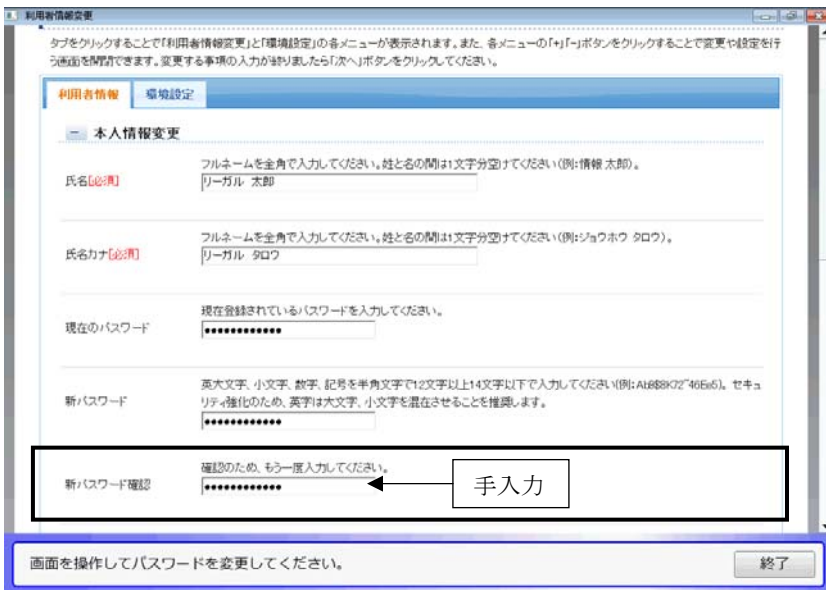 利用者情報変更
タブをクリックすることで「利用者情報変更」と「環境設定」の各メニューが表示されます。また、各メニューの「+」「-」ボタンをクリックすることで変更や設定を行
う画面を開閉できます。変更する事項の入力が終りましたら「次へ」ボタンをクリックしてください。
利用者情報 環境設定
－ 本人情報変更
フルネームを全角で入力してください。姓と名の間は1文字分空けてください(例:情報 太郎)。
氏名[必須] リーガル 太郎
フルネームを全角で入力してください。姓と名の間は1文字分空けてください(例:ジョウホウ タロウ)。
氏名カナ[必須] リーガル タロウ
現在登録されているパスワードを入力してください。
現在のパスワード ●●●●●●●●●●●●
英大文字、小文字、数字、記号を半角文字で12文字以上14文字以下で入力してください(例: セキュ
リティ強化のため、英字は大文字、小文字を混在させることを推奨します。
新パスワード ●●●●●●●●●●●●
確認のため、もう一度入力してください。
新パスワード確認 ●●●●●●●●●●●● 手入力
画面を操作してパスワードを変更してください。 終了